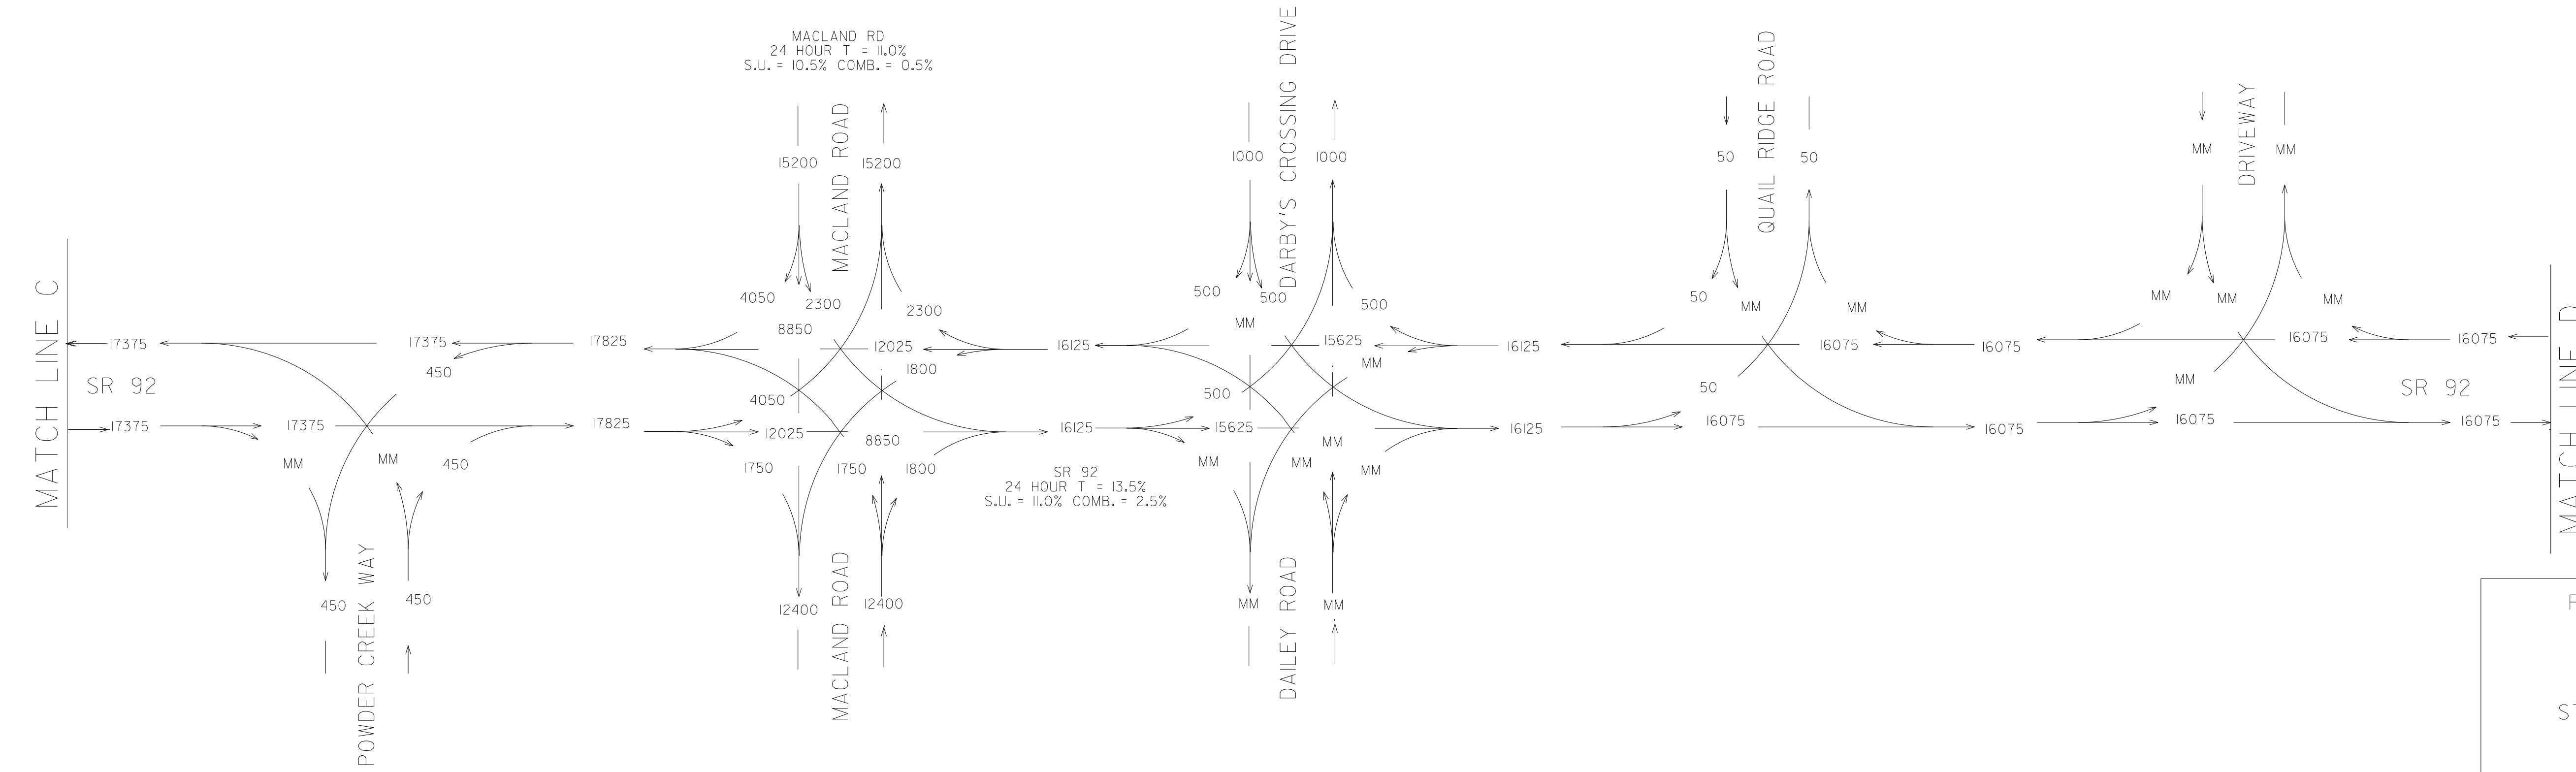 MACLAND RD
24 HOUR T = 11.0%
S.U. = 10.5% COMB. = 0.5%
MATCH LINE C
SR 92
17375
17375
17375
450
17375
MM
MM
450
450
450
POWDER CREEK WAY
17825
17825
15200
15200
MACLAND ROAD
4050
2300
8850
2300
12025
1800
4050
12025
8850
1750
1750
1800
12400
12400
MACLAND ROAD
16125
16125
SR 92
24 HOUR T = 13.5%
S.U. = 11.0% COMB. = 2.5%
1000
1000
DARBY'S CROSSING DRIVE
500
500
MM
500
15625
MM
500
15625
MM
MM
MM
MM
MM
MM
DAILEY ROAD
16125
16125
50
50
QUAIL RIDGE ROAD
50
MM
MM
16075
50
16075
16075
16075
MM
MM
DRIVEWAY
MM
MM
MM
16075
MM
16075
16075
16075
SR 92
MATCH LINE D